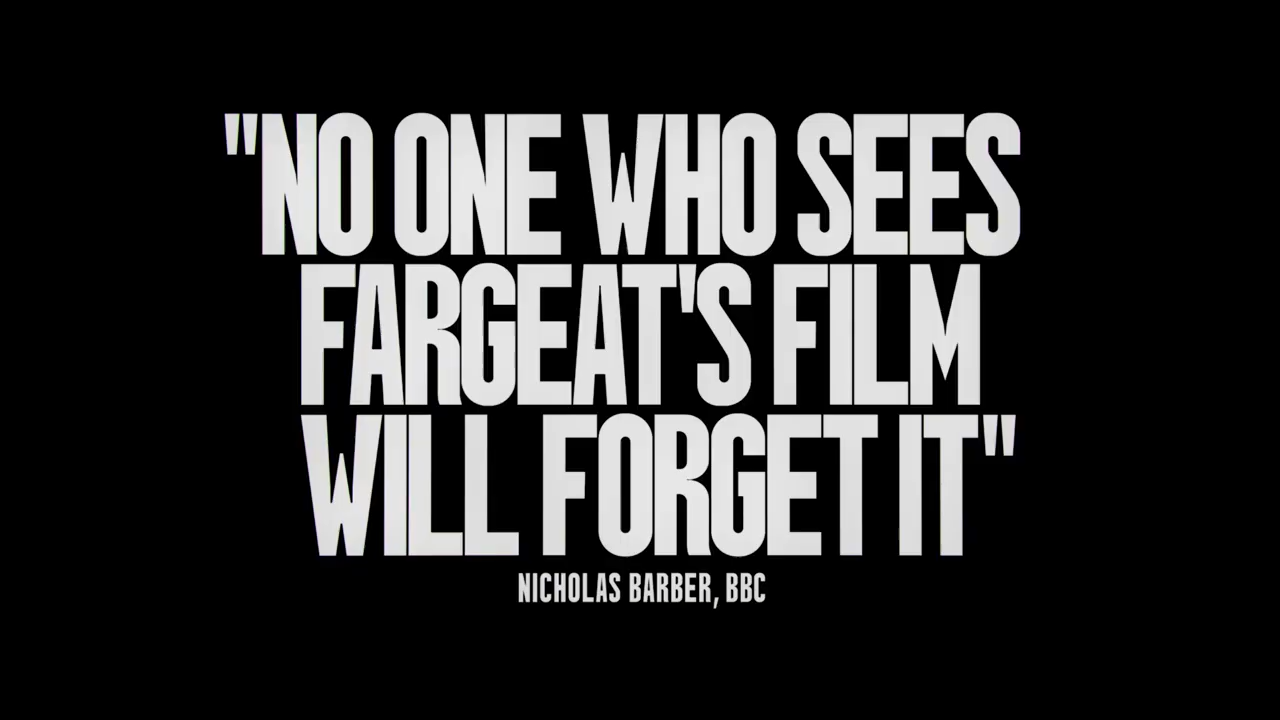 "NO ONE WHO SEES
FARGEAT'S FILM
WILL FORGET IT"
NICHOLAS BARBER, BBC